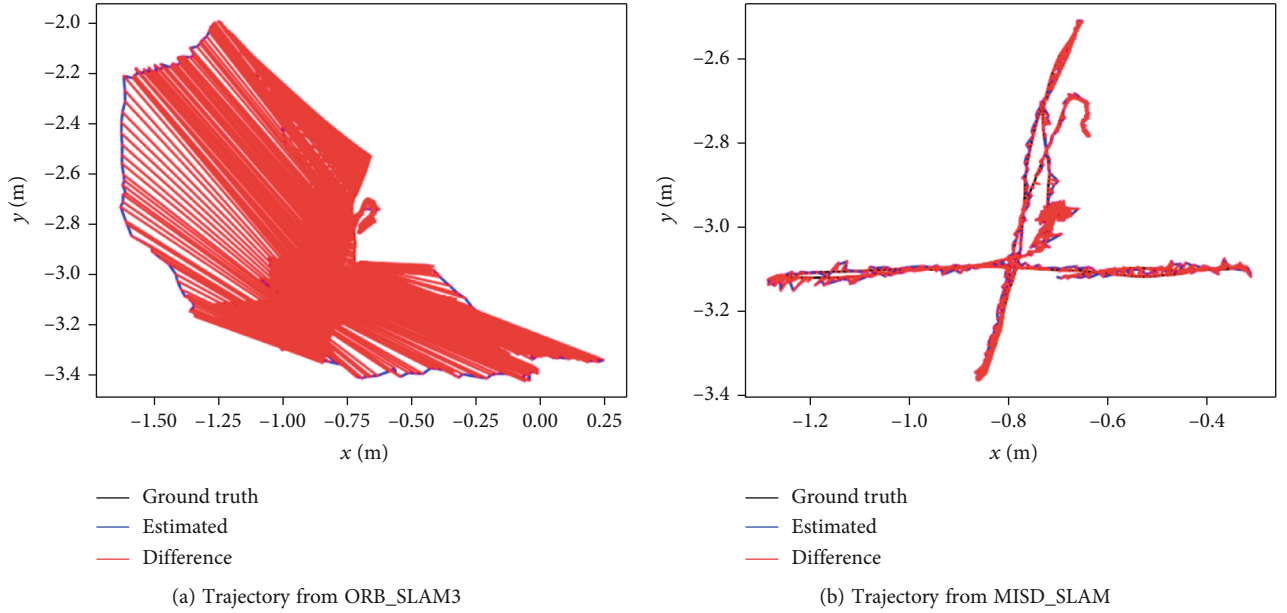 −2.0
−2.2
−2.4
−2.6
−2.8
−3.0
−3.2
−3.4
y (m)
−1.50 −1.25 −1.00 −0.75 −0.50 −0.25 0.00 0.25
x (m)
Ground truth
Estimated
Difference
(a) Trajectory from ORB_SLAM3
−2.6
−2.8
−3.0
−3.2
−3.4
y (m)
−1.2 −1.0 −0.8 −0.6 −0.4
x (m)
Ground truth
Estimated
Difference
(b) Trajectory from MISD_SLAM